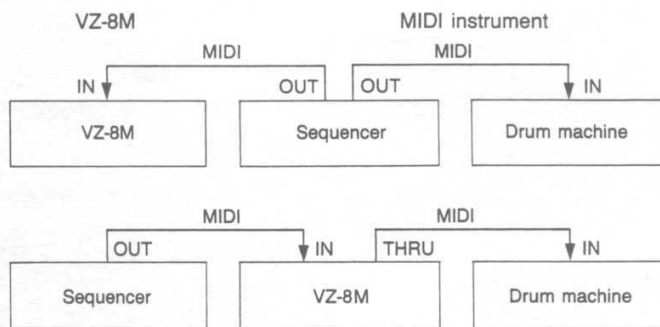 VZ-8M MIDI instrument
MIDI MIDI
IN OUT OUT IN
VZ-8M Sequencer Drum machine
MIDI MIDI
OUT IN THRU IN
Sequencer VZ-8M Drum machine